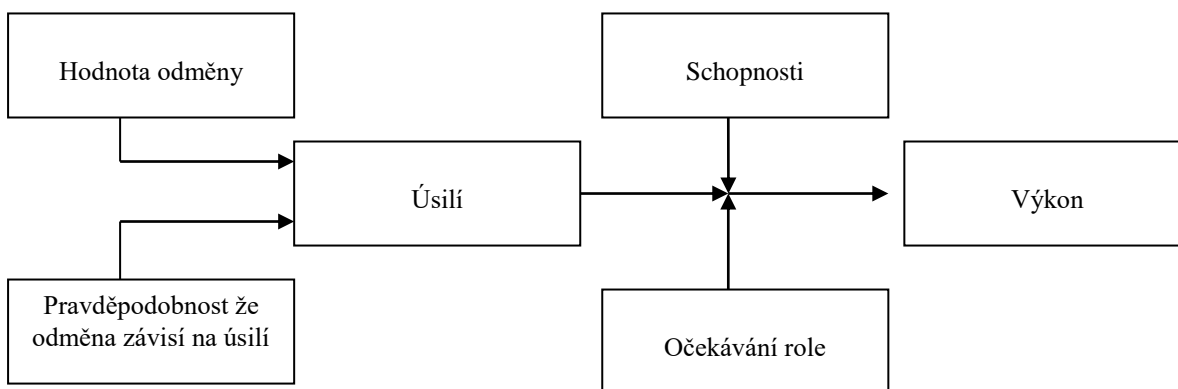 Hodnota odměny
Schopnosti
Úsilí
Výkon
Pravděpodobnost že
odměna závisí na úsilí
Očekávání role